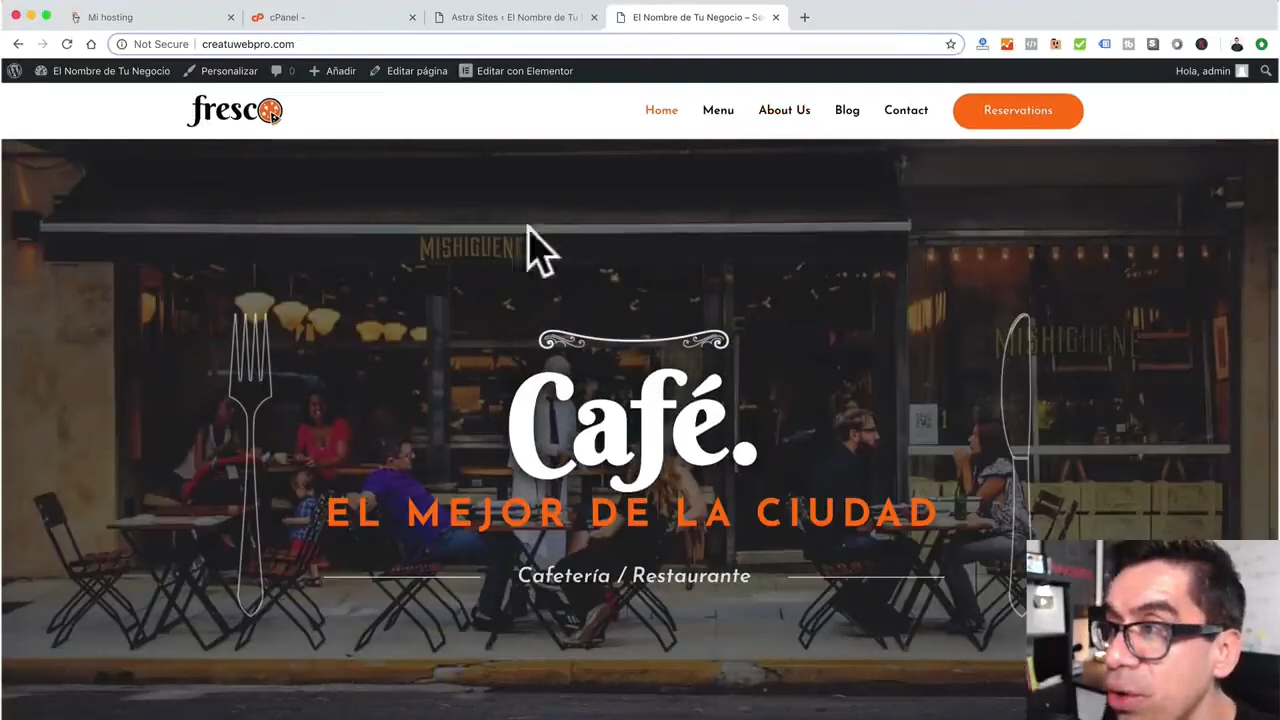 Mi hosting
cPanel -
Astra Sites ‹ El Nombre de Tu
El Nombre de Tu Negocio – Se
Not Secure
creatuwebpro.com
El Nombre de Tu Negocio
Personalizar
0
Añadir
Editar página
Editar con Elementor
Hola, admin
fresco
Home
Menu
About Us
Blog
Contact
Reservations
MISHIGUENE
MISHIGUENE
Café.
EL MEJOR DE LA CIUDAD
Cafetería / Restaurante